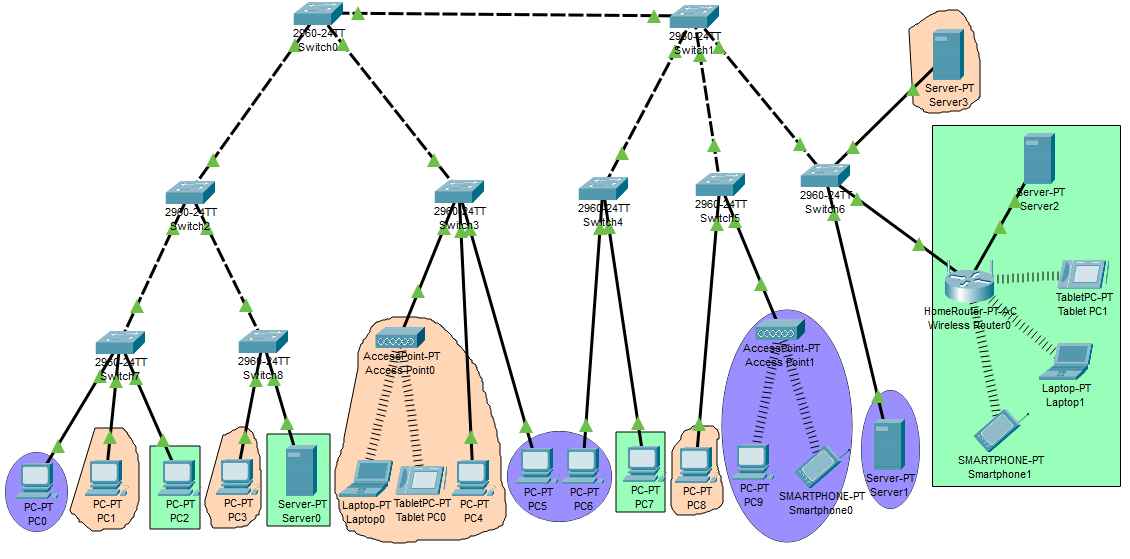 2960-24TT
Switch0
2960-24TT
Switch1
Server-PT
Server3
Server-PT
Server2
2960-24TT
Switch2
2960-24TT
Switch3
2960-24TT
Switch4
2960-24TT
Switch5
2960-24TT
Switch6
TabletPC-PT
Tablet PC1
HomeRouter-PT-AC
Wireless Router0
2960-24TT
Switch7
2960-24TT
Switch8
AccessPoint-PT
Access Point0
AccessPoint-PT
Access Point1
Laptop-PT
Laptop1
SMARTPHONE-PT
Smartphone1
PC-PT
PC0
PC-PT
PC1
PC-PT
PC2
PC-PT
PC3
Server-PT
Server0
Laptop-PT
Laptop0
TabletPC-PT
Tablet PC0
PC-PT
PC4
PC-PT
PC5
PC-PT
PC6
PC-PT
PC7
PC-PT
PC8
PC-PT
PC9
SMARTPHONE-PT
Smartphone0
Server-PT
Server1